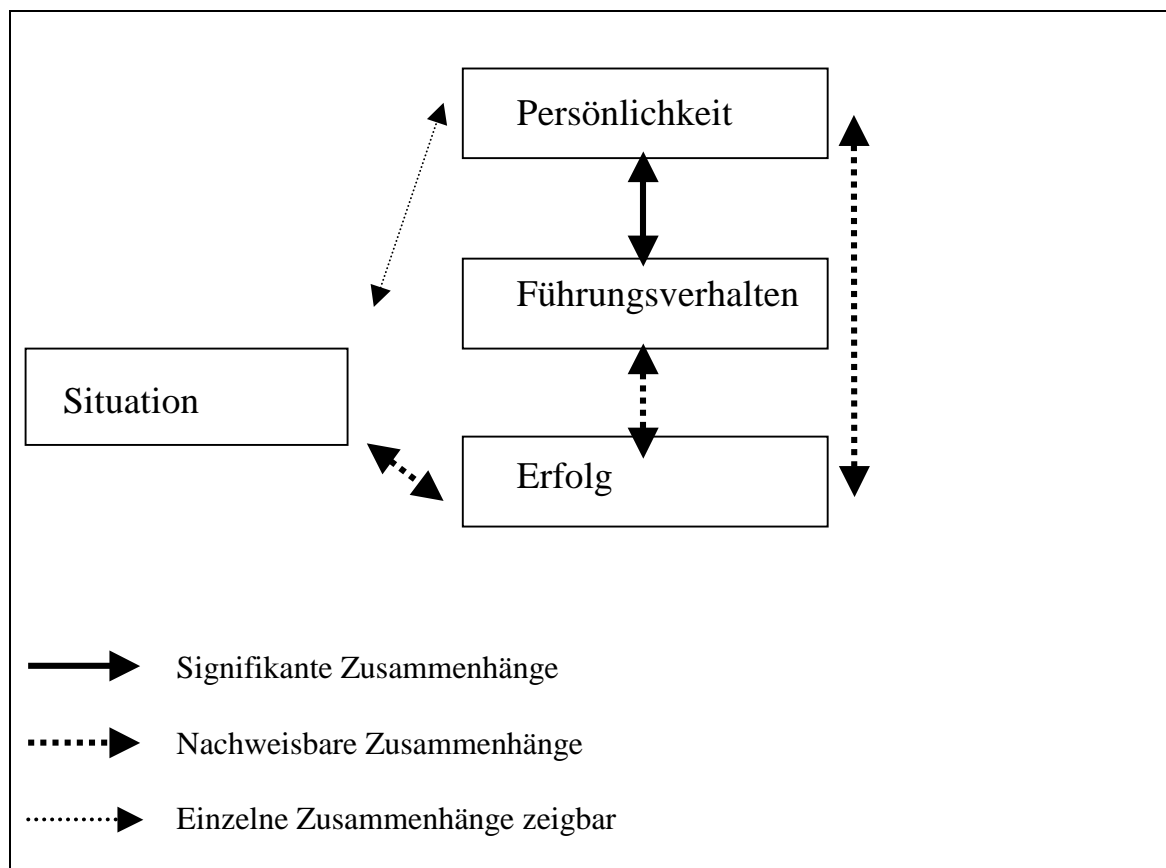 Persönlichkeit
Führungsverhalten
Situation
Erfolg
Signifikante Zusammenhänge
Nachweisbare Zusammenhänge
Einzelne Zusammenhänge zeigbar